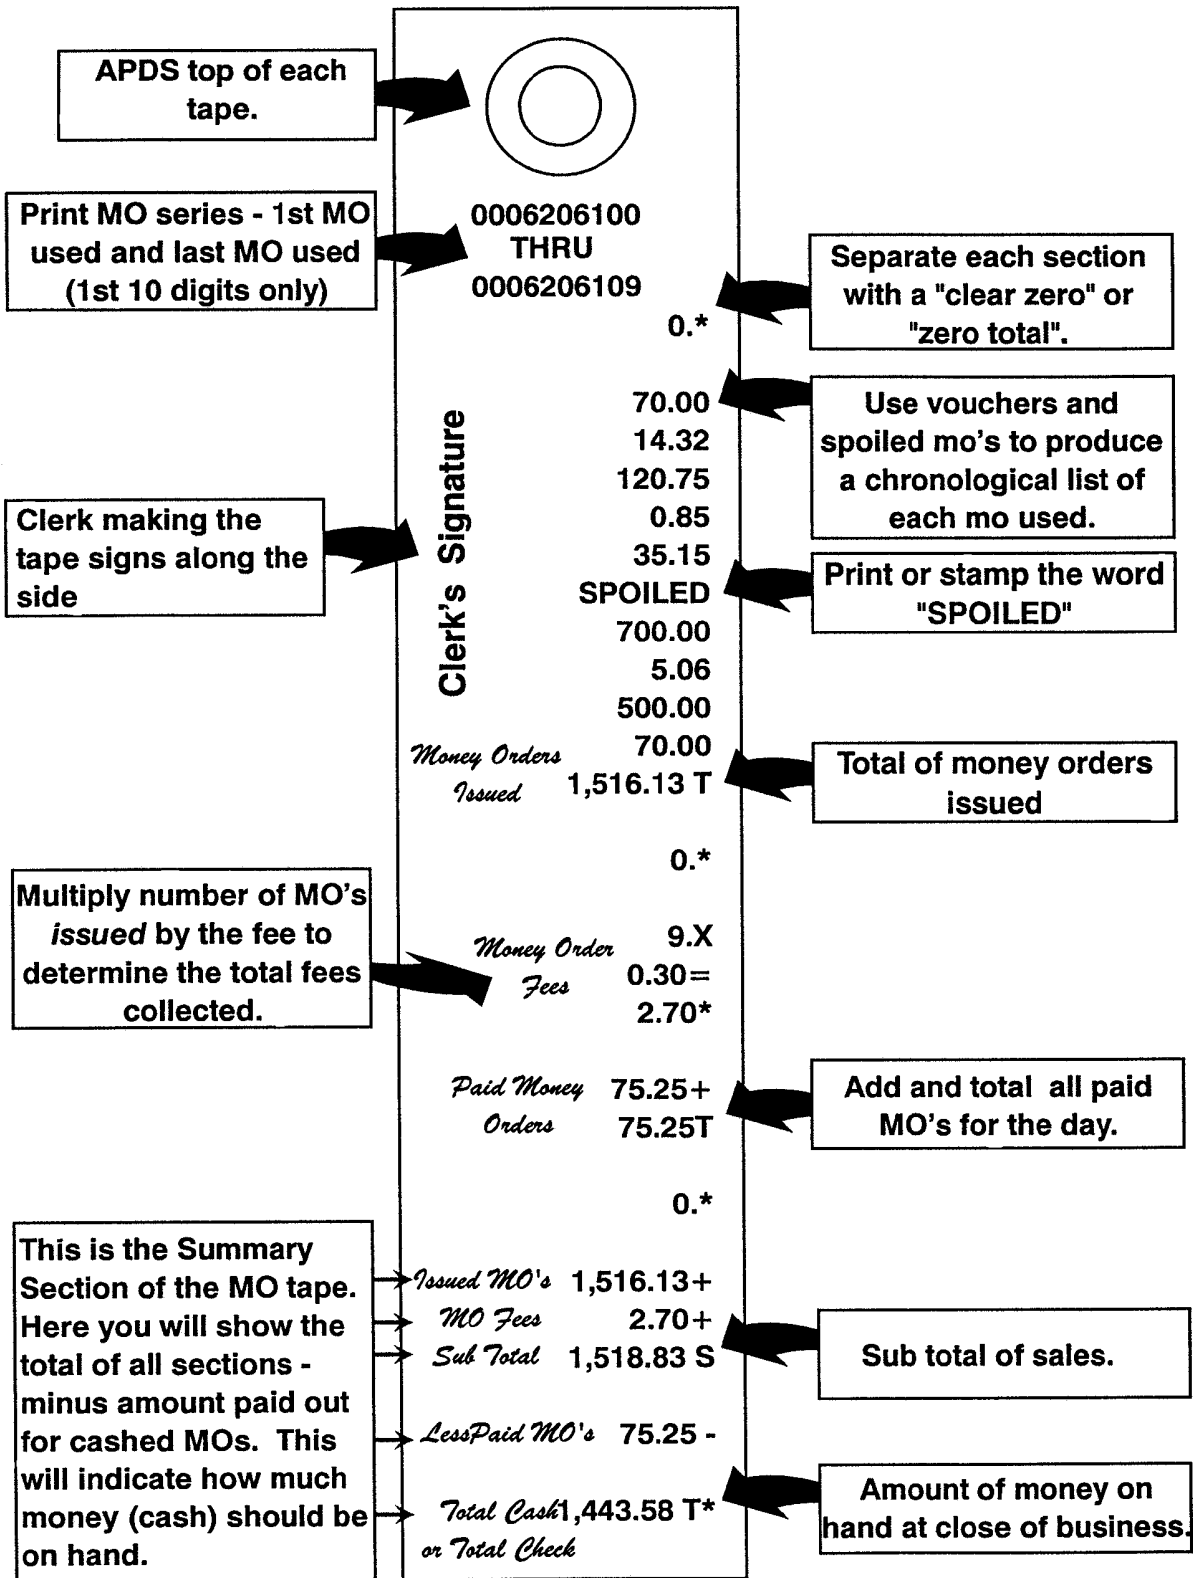 APDS top of each
tape.
Print MO series - 1st MO
used and last MO used
(1st 10 digits only)
0006206100
THRU
0006206109
0.*
Separate each section
with a "clear zero" or
"zero total".
70.00
14.32
120.75
0.85
35.15
SPOILED
700.00
5.06
500.00
70.00
Use vouchers and
spoiled mo's to produce
a chronological list of
each mo used.
Clerk making the
tape signs along the
side
Clerk's Signature
Print or stamp the word
"SPOILED"
Money Orders
Issued 1,516.13 T
Total of money orders
issued
0.*
Multiply number of MO's
issued by the fee to
determine the total fees
collected.
Money Order 9.X
Fees 0.30=
2.70*
Paid Money 75.25+
Orders 75.25T
Add and total all paid
MO's for the day.
0.*
This is the Summary
Section of the MO tape.
Here you will show the
total of all sections -
minus amount paid out
for cashed MOs. This
will indicate how much
money (cash) should be
on hand.
Issued MO's 1,516.13+
MO Fees 2.70+
Sub Total 1,518.83 S
Sub total of sales.
LessPaid MO's 75.25 -
Total Cash 1,443.58 T*
or Total Check
Amount of money on
hand at close of business.